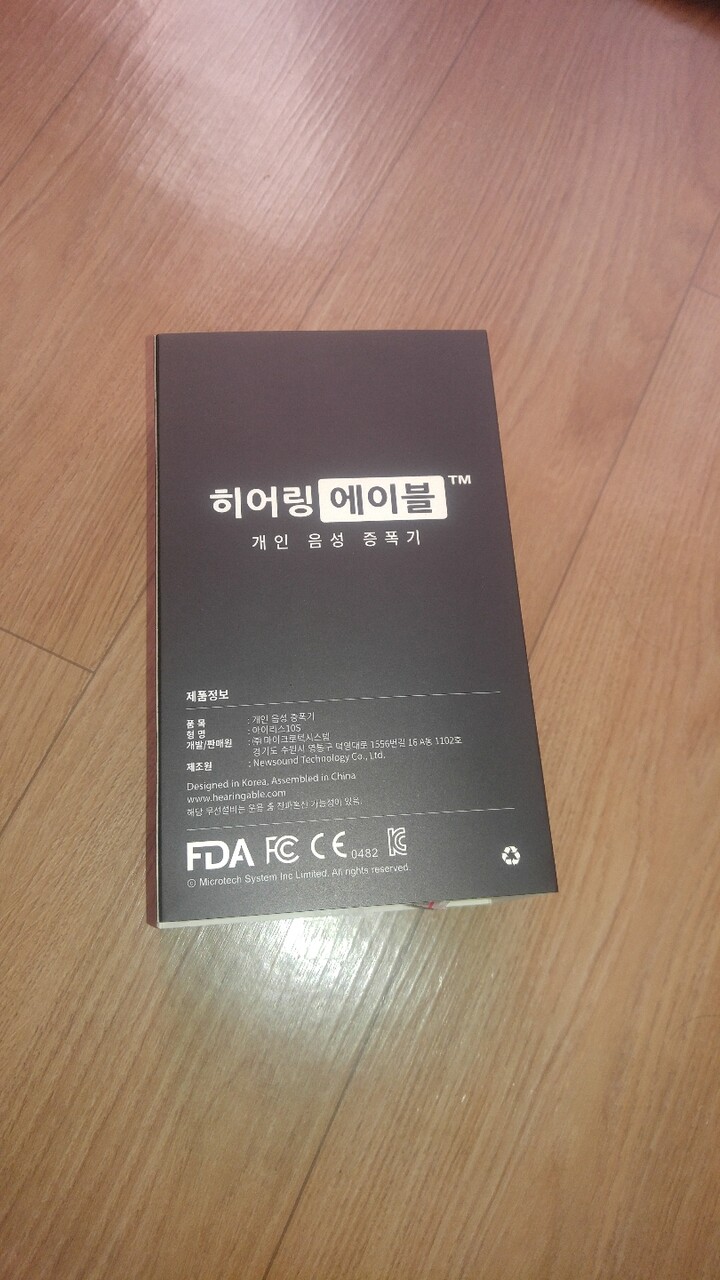 히어링 에이블™
개인 음성 증폭기
제품정보
품 목 : 개인 음성 증폭기
형 명 : 아이리스10S
개발/판매원 : ㈜마이크로텍시스템
경기도 수원시 영통구 덕영대로 1556번길 16 A동 1102호
제조원 : Newsound Technology Co., Ltd.
Designed in Korea, Assembled in China
www.hearingable.com
해당 무선설비는 운용 중 전파혼신 가능성이 있음
FDA FC CE 0482
© Microtech System Inc Limited. All rights reserved.